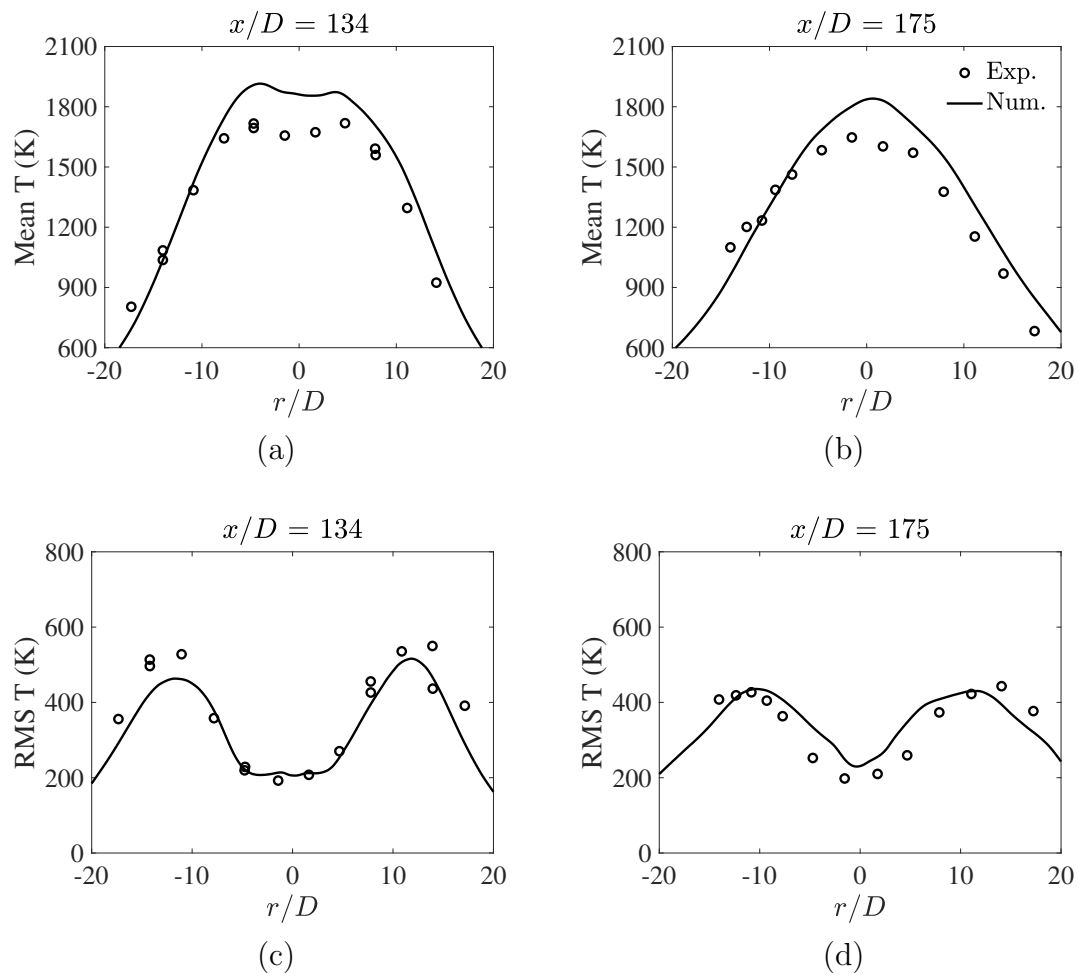 x/D = 134
2100
1800
1500
1200
900
600
Mean T (K)
-20 -10 0 10 20
r/D
(a)
x/D = 175
2100
1800
1500
1200
900
600
Mean T (K)
Exp.
Num.
-20 -10 0 10 20
r/D
(b)
x/D = 134
800
600
400
200
0
RMS T (K)
-20 -10 0 10 20
r/D
(c)
x/D = 175
800
600
400
200
0
RMS T (K)
-20 -10 0 10 20
r/D
(d)